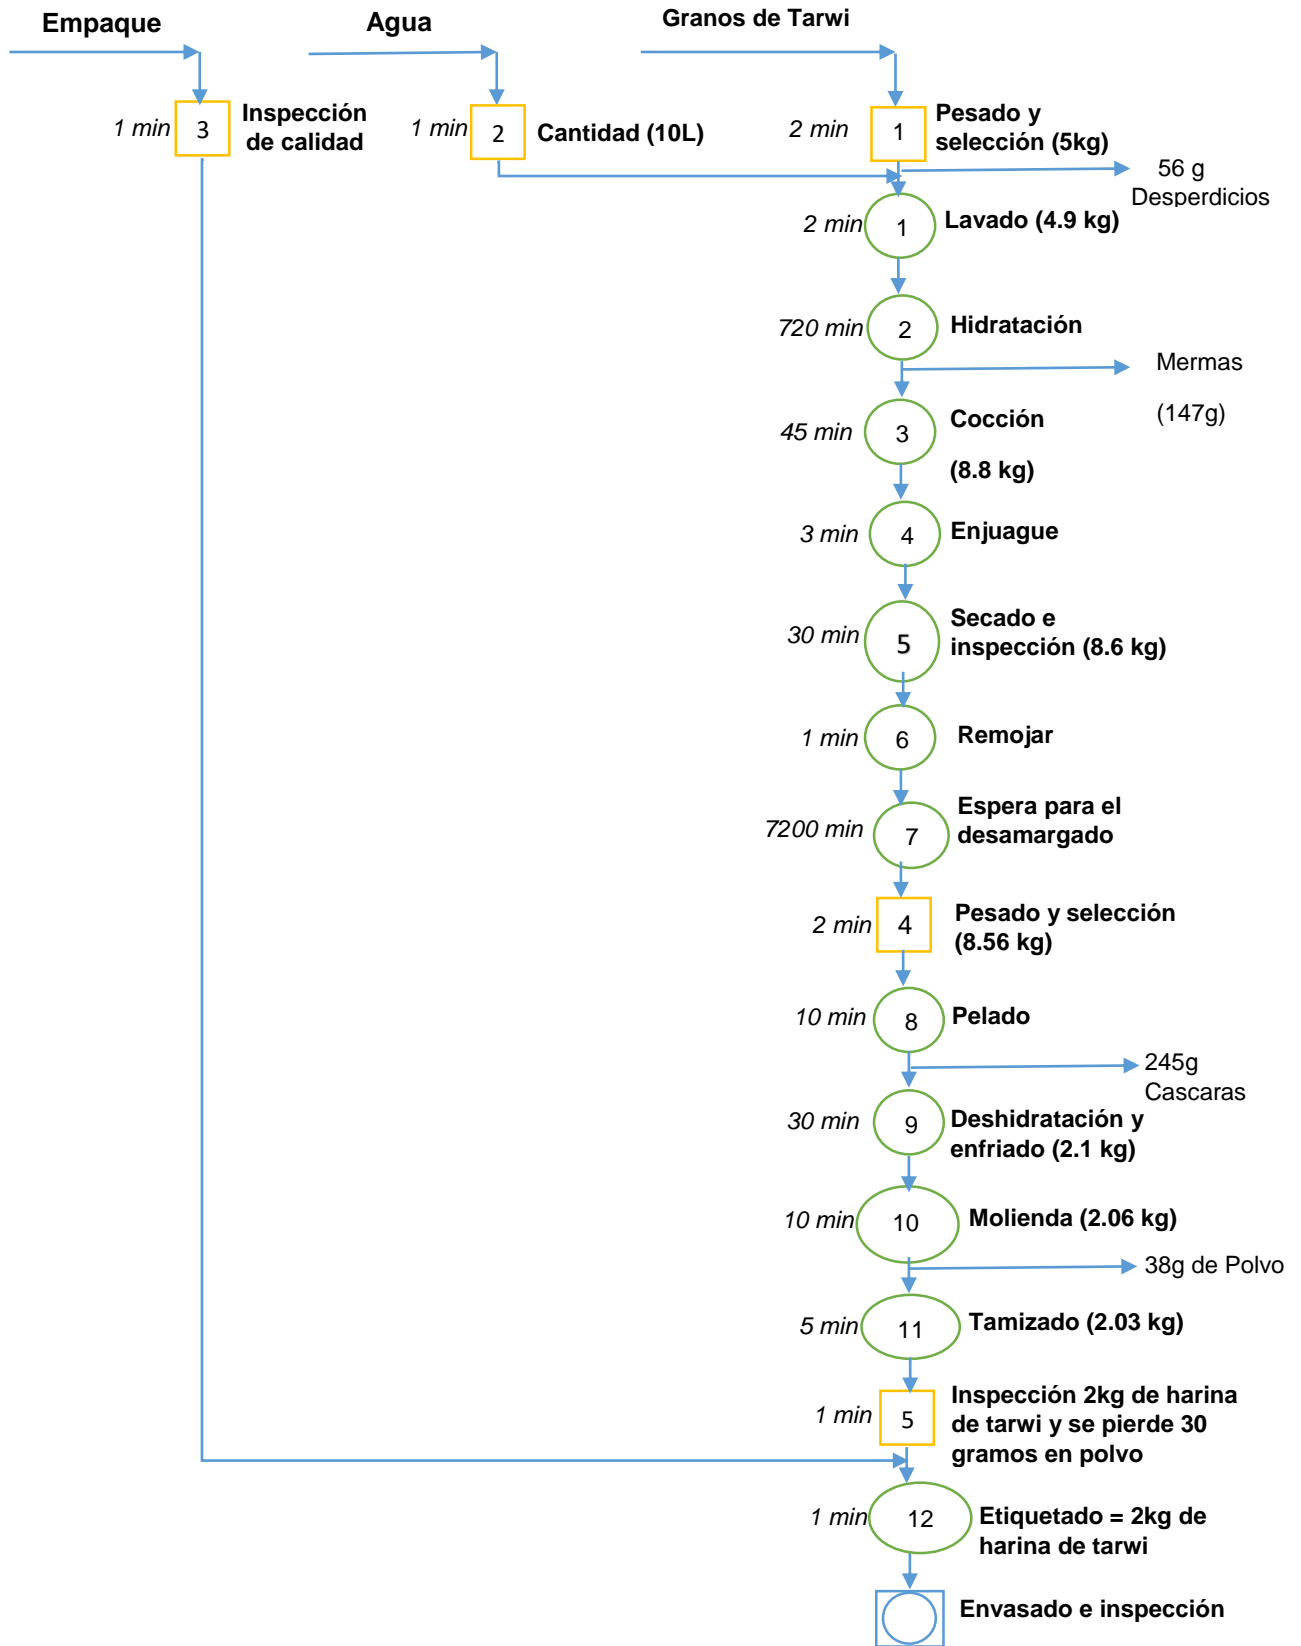 Empaque
Agua
Granos de Tarwi
1 min
3
Inspección
de calidad
1 min
2
Cantidad (10L)
2 min
1
Pesado y
selección (5kg)
56 g
Desperdicios
2 min
1
Lavado (4.9 kg)
720 min
2
Hidratación
Mermas
(147g)
45 min
3
Cocción
(8.8 kg)
3 min
4
Enjuague
30 min
5
Secado e
inspección (8.6 kg)
1 min
6
Remojar
7200 min
7
Espera para el
desamargado
2 min
4
Pesado y selección
(8.56 kg)
10 min
8
Pelado
245g
Cascaras
30 min
9
Deshidratación y
enfriado (2.1 kg)
10 min
10
Molienda (2.06 kg)
38g de Polvo
5 min
11
Tamizado (2.03 kg)
1 min
5
Inspección 2kg de harina
de tarwi y se pierde 30
gramos en polvo
1 min
12
Etiquetado = 2kg de
harina de tarwi
Envasado e inspección